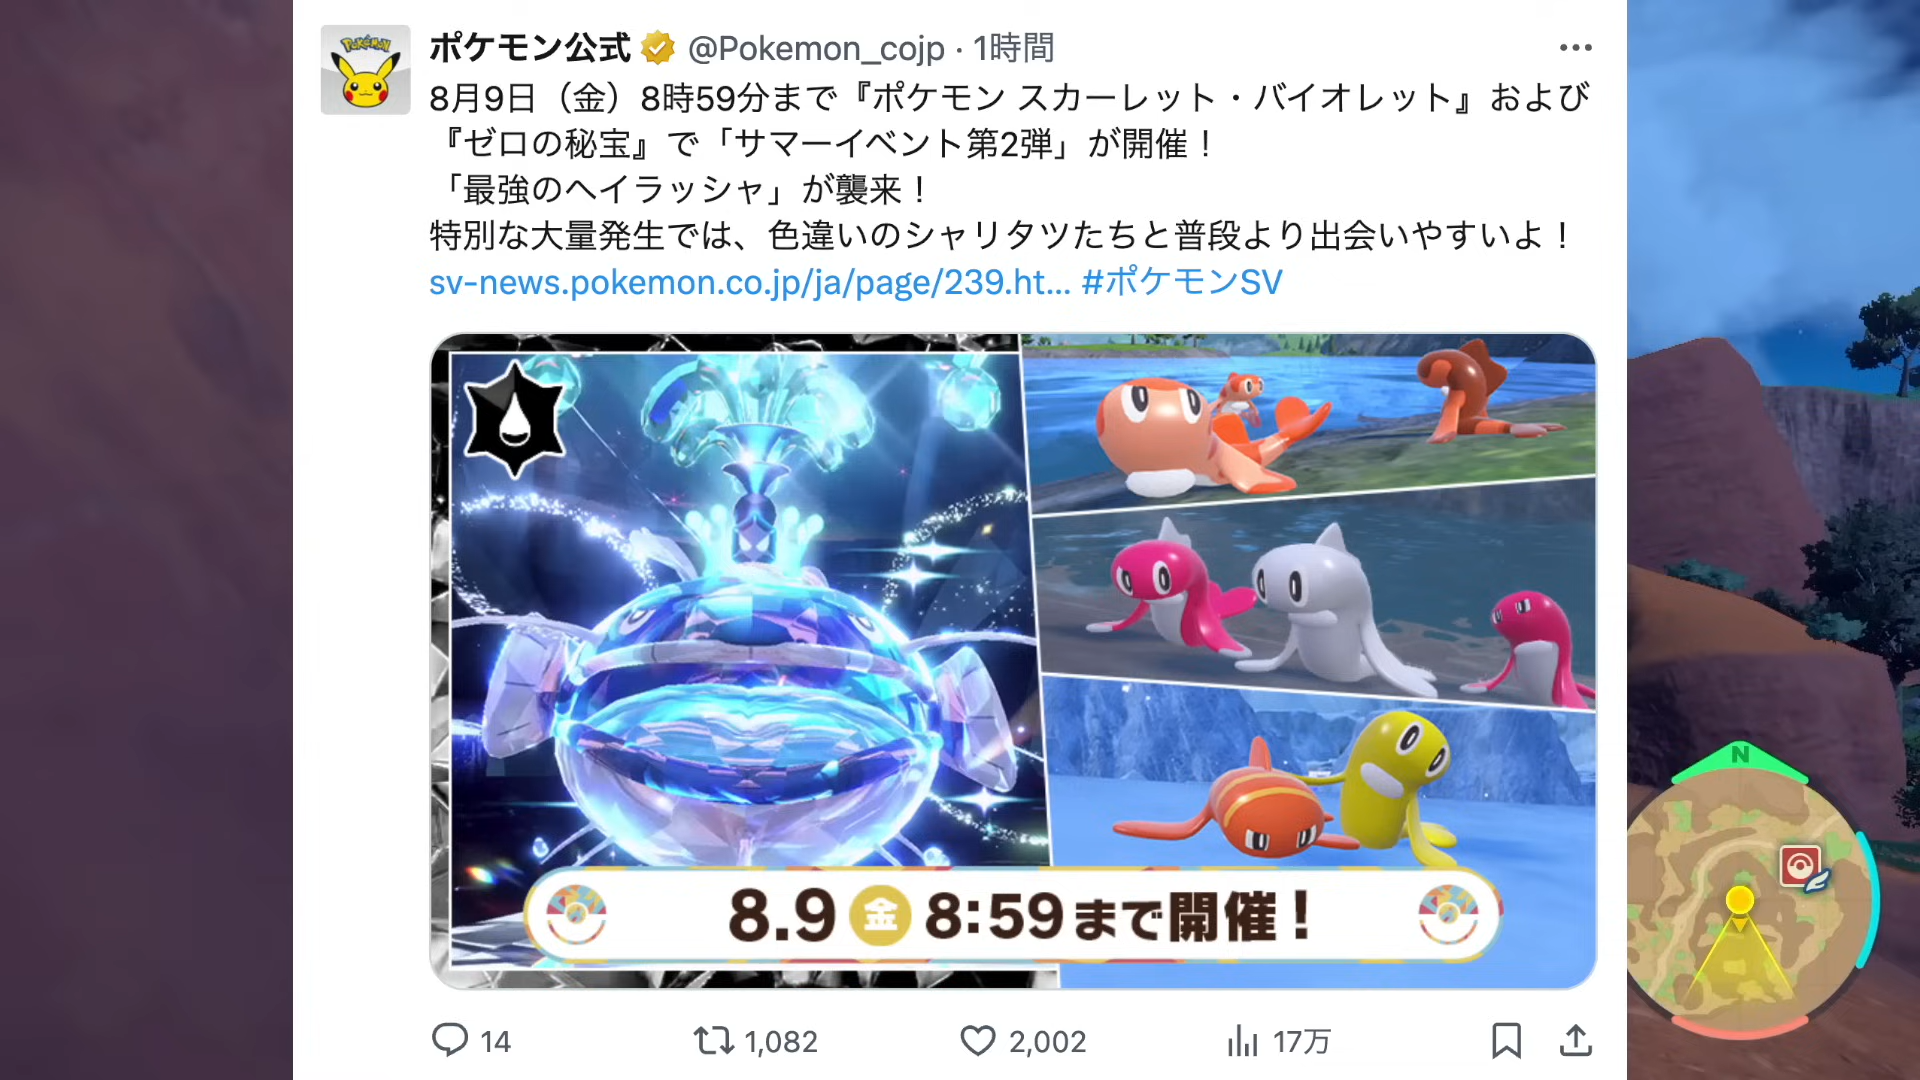 POKéMON
ポケモン公式 @Pokemon_cojp · 1時間
8月9日（金）8時59分まで『ポケモン スカーレット・バイオレット』および
『ゼロの秘宝』で「サマーイベント第2弾」が開催！
「最強のヘイラッシャ」が襲来！
特別な大量発生では、色違いのシャリタツたちと普段より出会いやすいよ！
sv-news.pokemon.co.jp/ja/page/239.ht... #ポケモンSV
8.9 金 8:59まで開催！
N
14 1,082 2,002 17万